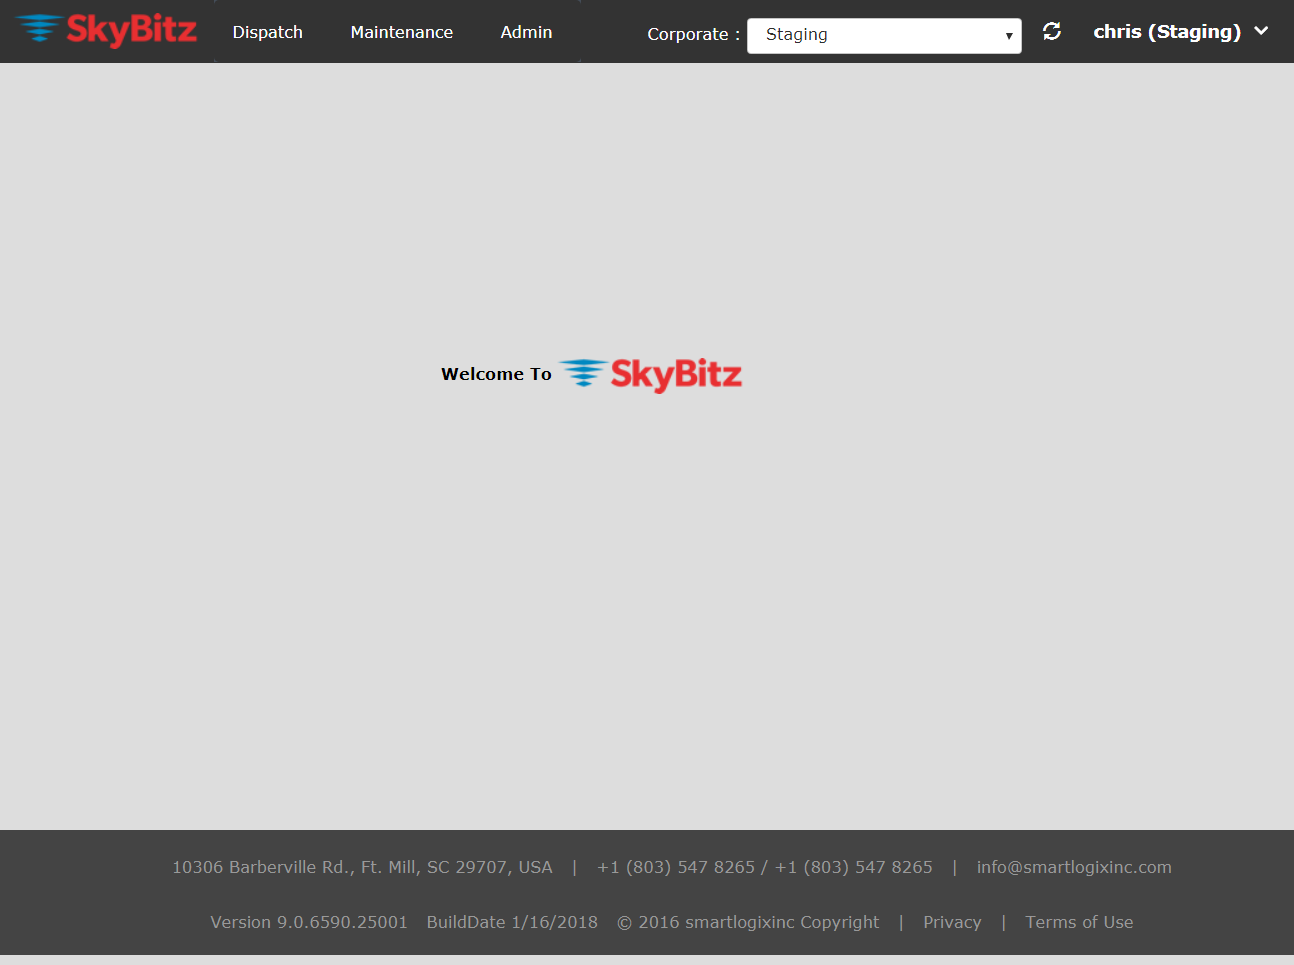 SkyBitz Dispatch Maintenance Admin Corporate : Staging chris (Staging)
Welcome To SkyBitz
10306 Barberville Rd., Ft. Mill, SC 29707, USA | +1 (803) 547 8265 / +1 (803) 547 8265 | info@smartlogixinc.com
Version 9.0.6590.25001 BuildDate 1/16/2018 © 2016 smartlogixinc Copyright | Privacy | Terms of Use